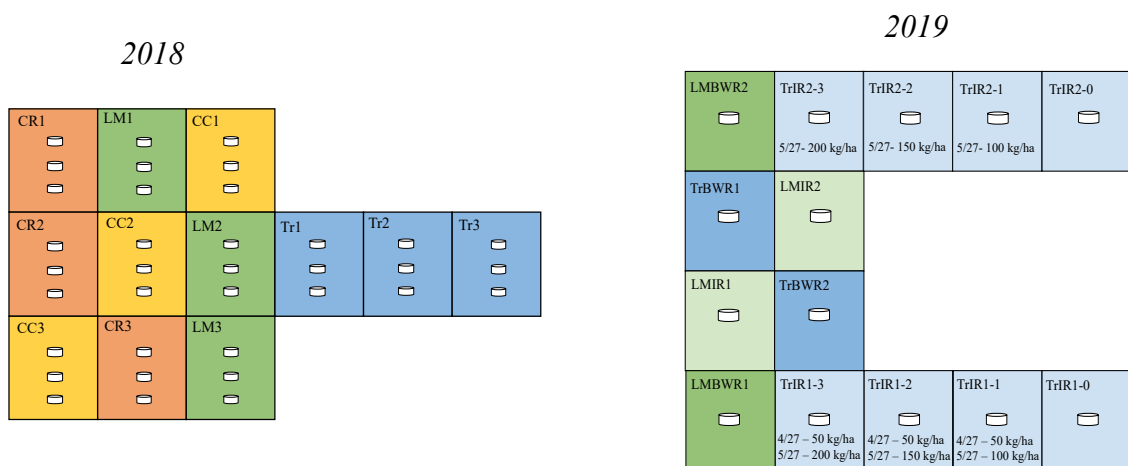 2018
CR1
LM1
CC1
CR2
CC2
LM2
Tr1
Tr2
Tr3
CC3
CR3
LM3
2019
LMBWR2
TrIR2-3
TrIR2-2
TrIR2-1
TrIR2-0
5/27- 200 kg/ha
5/27- 150 kg/ha
5/27- 100 kg/ha
TrBWR1
LMIR2
LMIR1
TrBWR2
LMBWR1
TrIR1-3
TrIR1-2
TrIR1-1
TrIR1-0
4/27 – 50 kg/ha
4/27 – 50 kg/ha
4/27 – 50 kg/ha
5/27 – 200 kg/ha
5/27 – 150 kg/ha
5/27 – 100 kg/ha